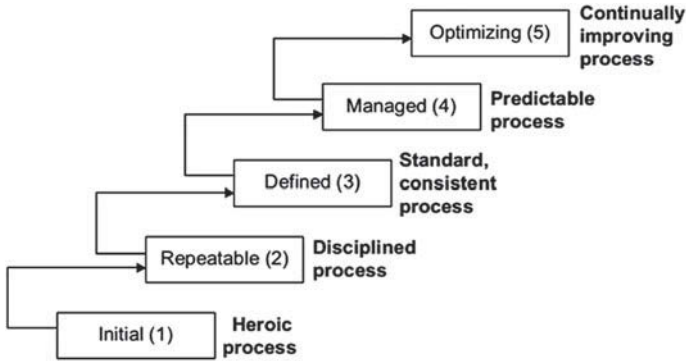 Optimizing (5)
Continually
improving
process
Managed (4)
Predictable
process
Defined (3)
Standard,
consistent
process
Repeatable (2)
Disciplined
process
Initial (1)
Heroic
process